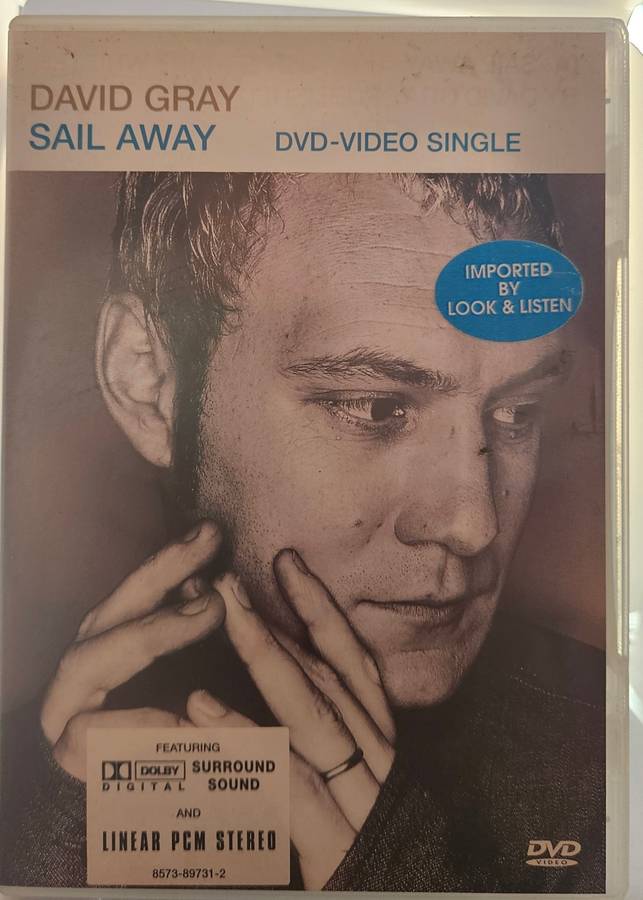 DAVID GRAY
SAIL AWAY DVD-VIDEO SINGLE
IMPORTED
BY
LOOK & LISTEN
FEATURING
DOLBY SURROUND
DIGITAL SOUND
AND
LINEAR PCM STEREO
8573-89731-2
DVD
VIDEO